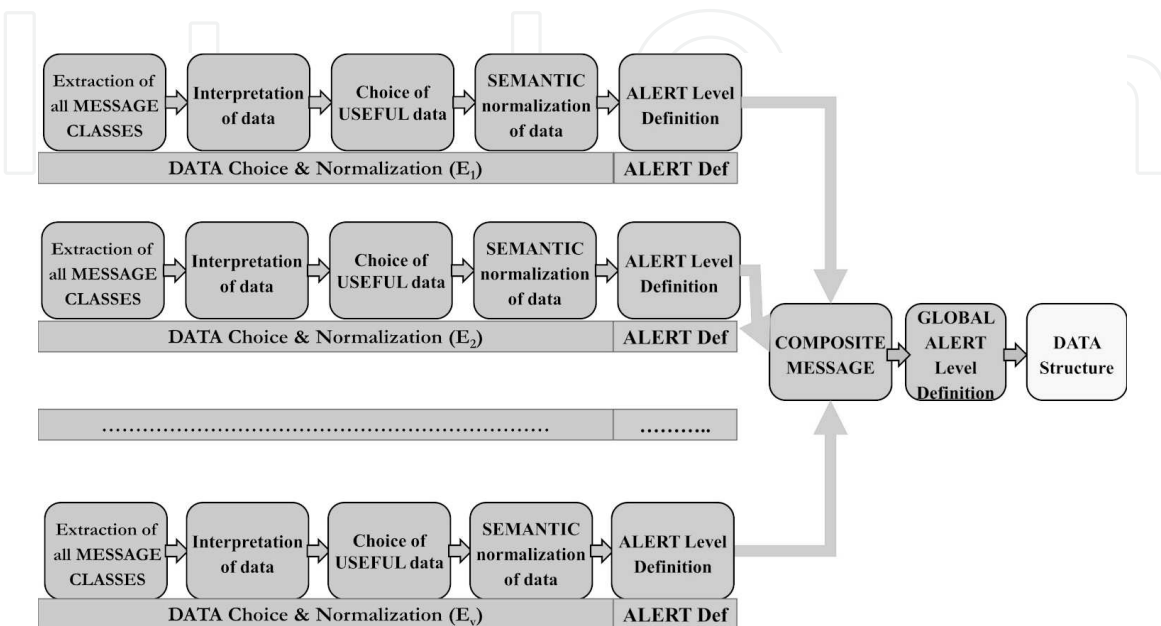 Extraction of
all MESSAGE
CLASSES
Interpretation
of data
Choice of
USEFUL data
SEMANTIC
normalization
of data
ALERT Level
Definition
DATA Choice & Normalization (E₁)
ALERT Def
Extraction of
all MESSAGE
CLASSES
Interpretation
of data
Choice of
USEFUL data
SEMANTIC
normalization
of data
ALERT Level
Definition
DATA Choice & Normalization (E₂)
ALERT Def
COMPOSITE
MESSAGE
GLOBAL
ALERT
Level
Definition
DATA
Structure
..............................................................
...........
Extraction of
all MESSAGE
CLASSES
Interpretation
of data
Choice of
USEFUL data
SEMANTIC
normalization
of data
ALERT Level
Definition
DATA Choice & Normalization (Eᵥ)
ALERT Def